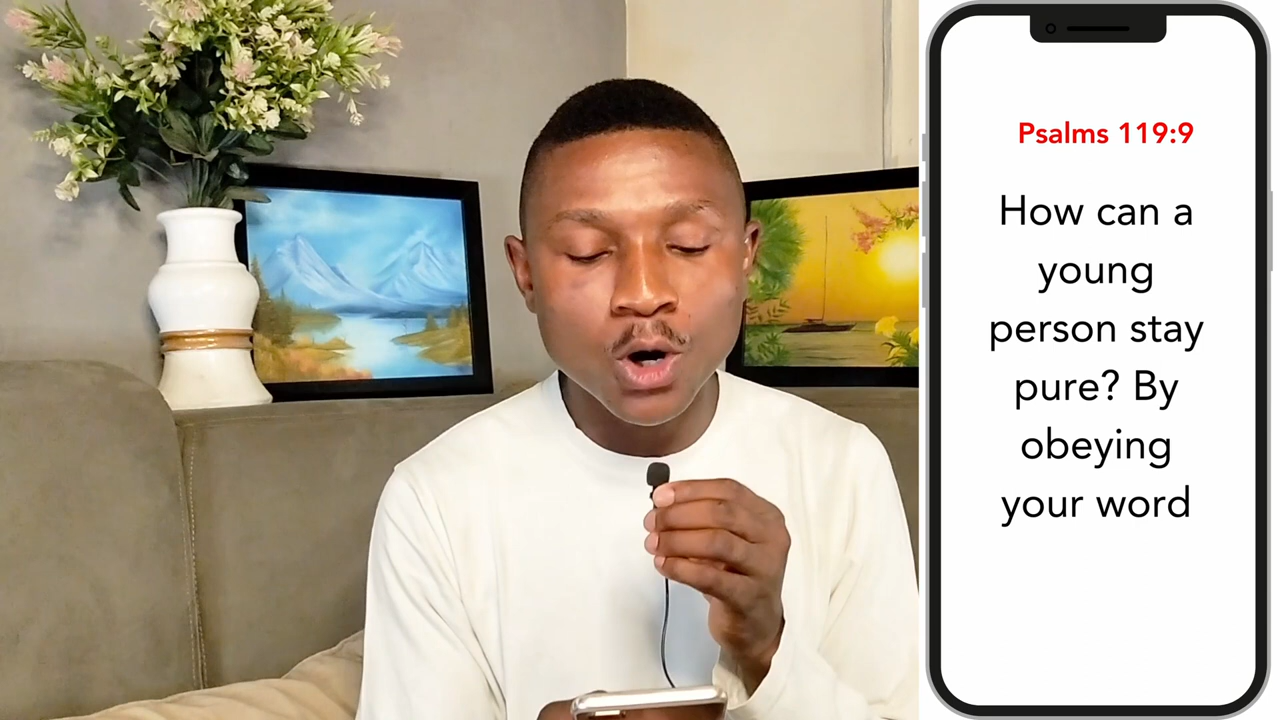 Psalms 119:9
How can a
young
person stay
pure? By
obeying
your word